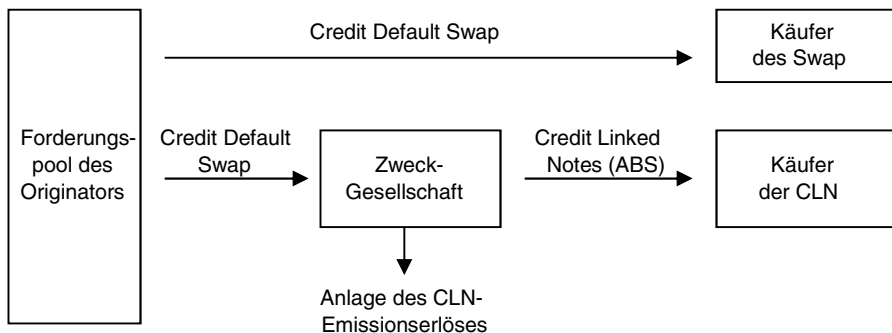 Credit Default Swap
Käufer
des Swap
Forderungs-
pool des
Originators
Credit Default
Swap
Zweck-
Gesellschaft
Credit Linked
Notes (ABS)
Käufer
der CLN
Anlage des CLN-
Emissionserlöses